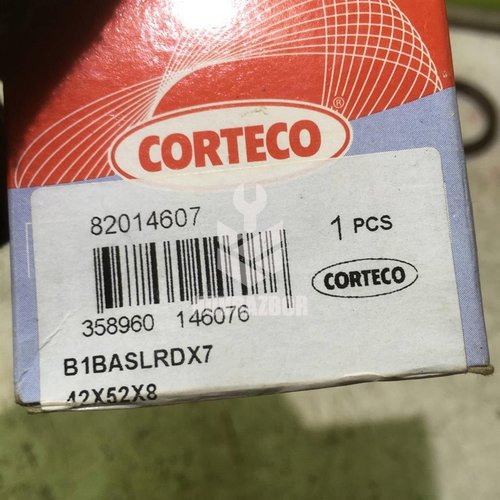 CORTECO®
82014607
1 PCS
358960 146076
CORTECO
B1BASLRDX7
42X52X8